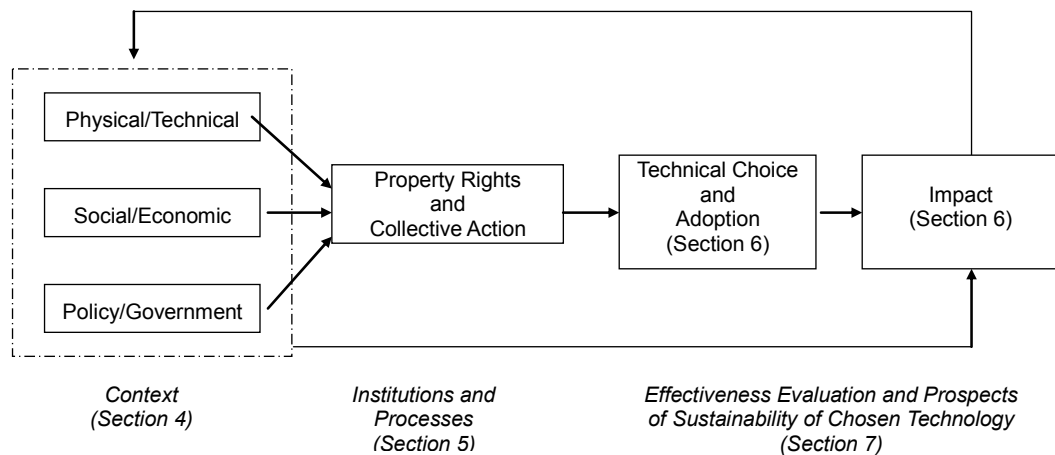 Physical/Technical
Social/Economic
Policy/Government
Property Rights
and
Collective Action
Technical Choice
and
Adoption
(Section 6)
Impact
(Section 6)
Context
(Section 4)
Institutions and
Processes
(Section 5)
Effectiveness Evaluation and Prospects
of Sustainability of Chosen Technology
(Section 7)